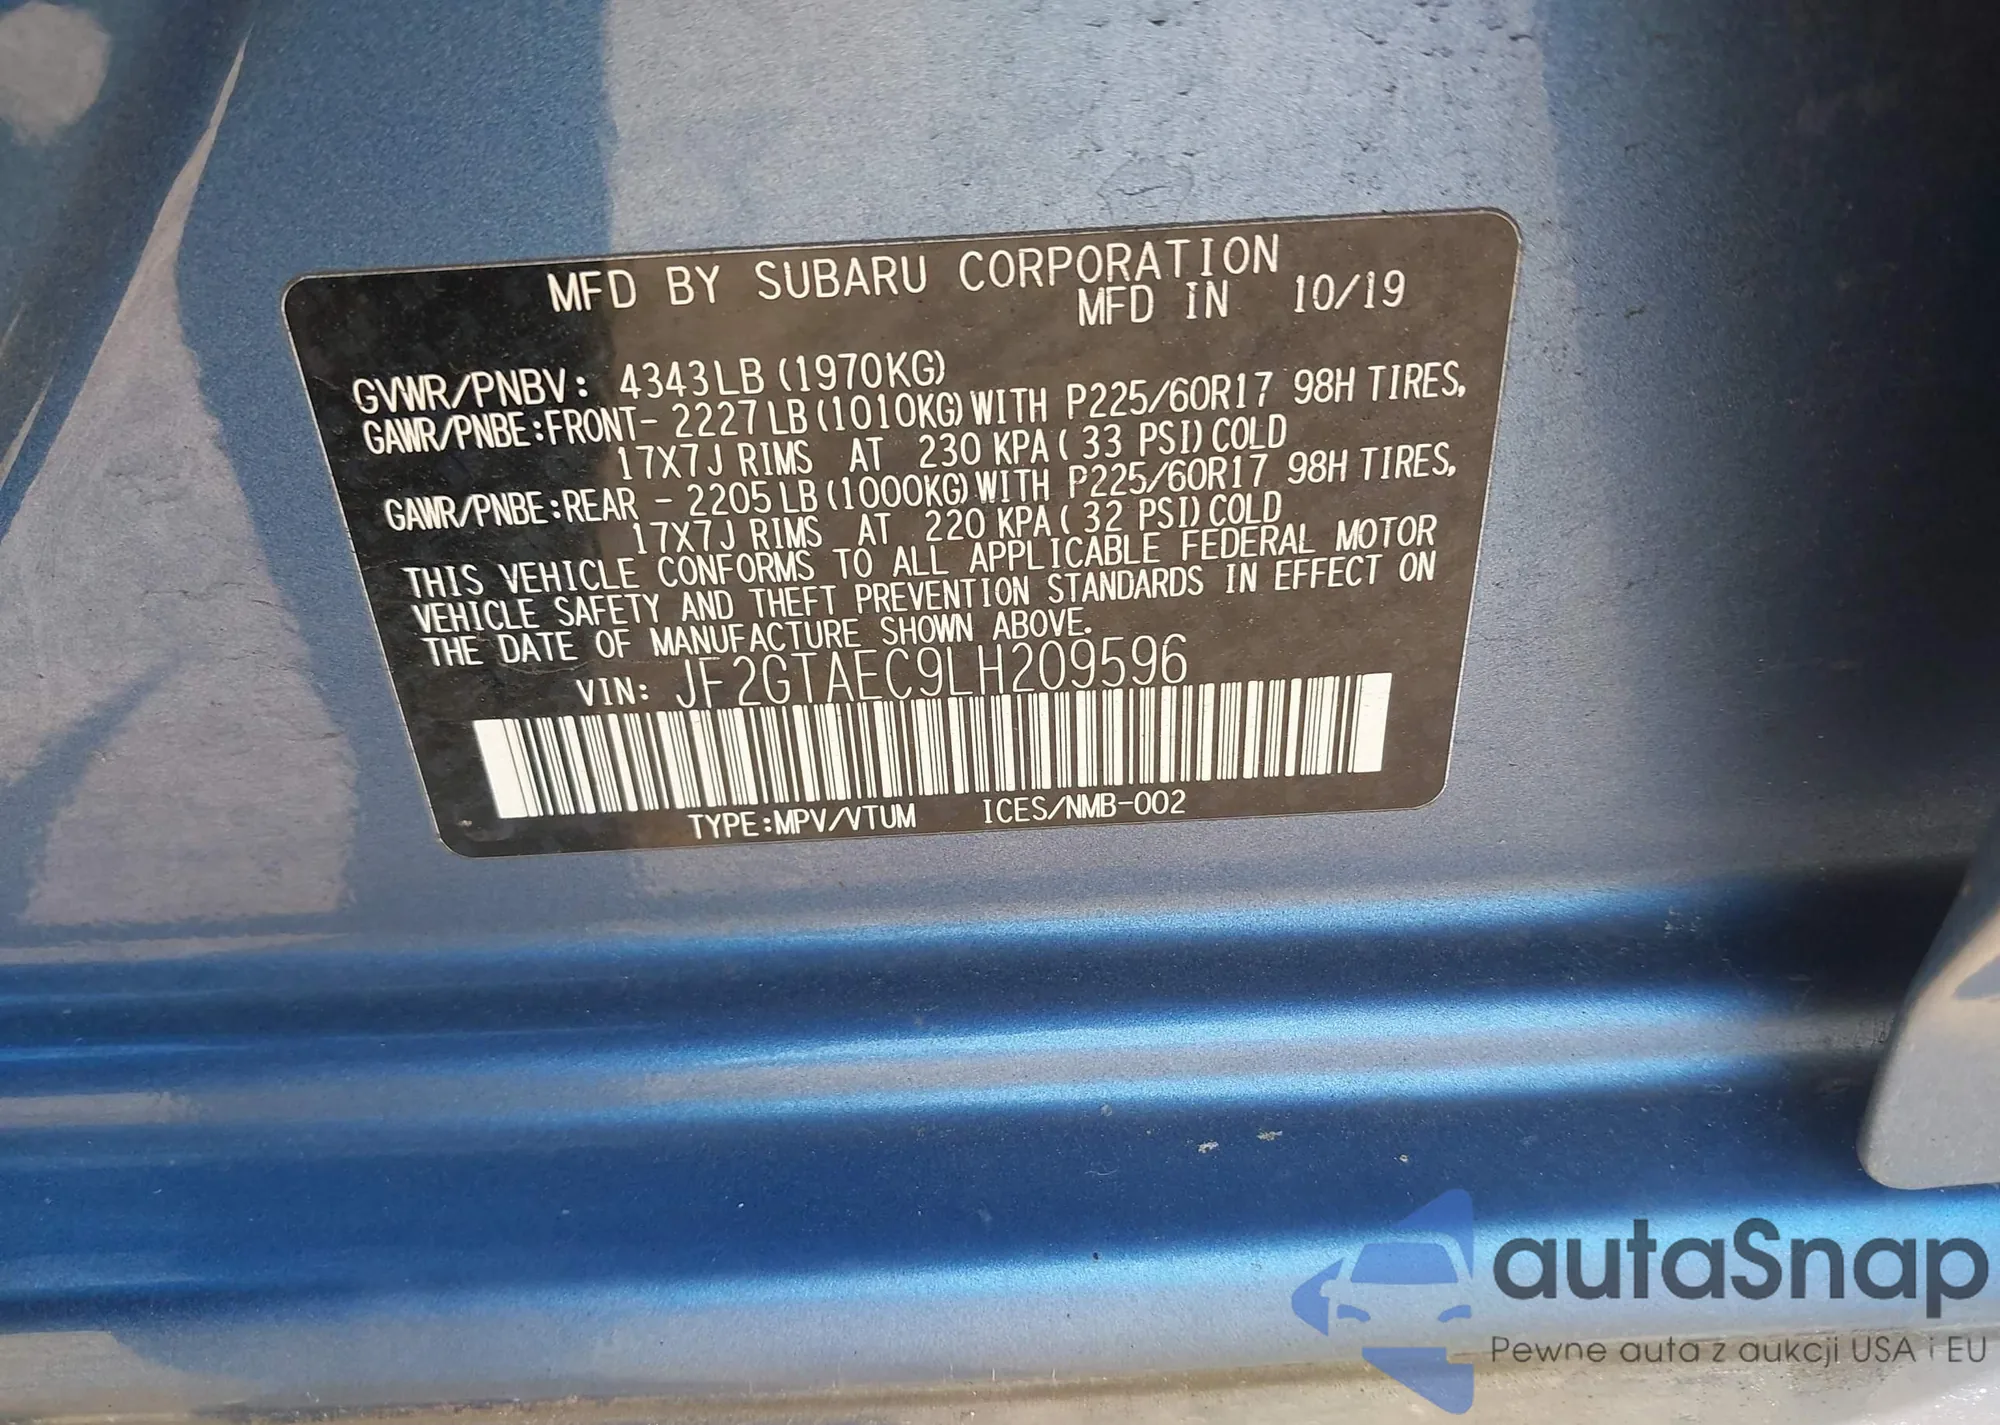 MFD BY SUBARU CORPORATION
MFD IN 10/19
GVWR/PNBV: 4343LB (1970KG)
GAWR/PNBE:FRONT- 2227LB(1010KG)WITH P225/60R17 98H TIRES,
17X7J RIMS AT 230 KPA( 33 PSI)COLD
GAWR/PNBE:REAR - 2205LB(1000KG)WITH P225/60R17 98H TIRES,
17X7J RIMS AT 220 KPA( 32 PSI)COLD
THIS VEHICLE CONFORMS TO ALL APPLICABLE FEDERAL MOTOR
VEHICLE SAFETY AND THEFT PREVENTION STANDARDS IN EFFECT ON
THE DATE OF MANUFACTURE SHOWN ABOVE.
VIN: JF2GTAEC9LH209596
TYPE:MPV/VTUM ICES/NMB-002
autaSnap
Pewne auta z aukcji USA i EU